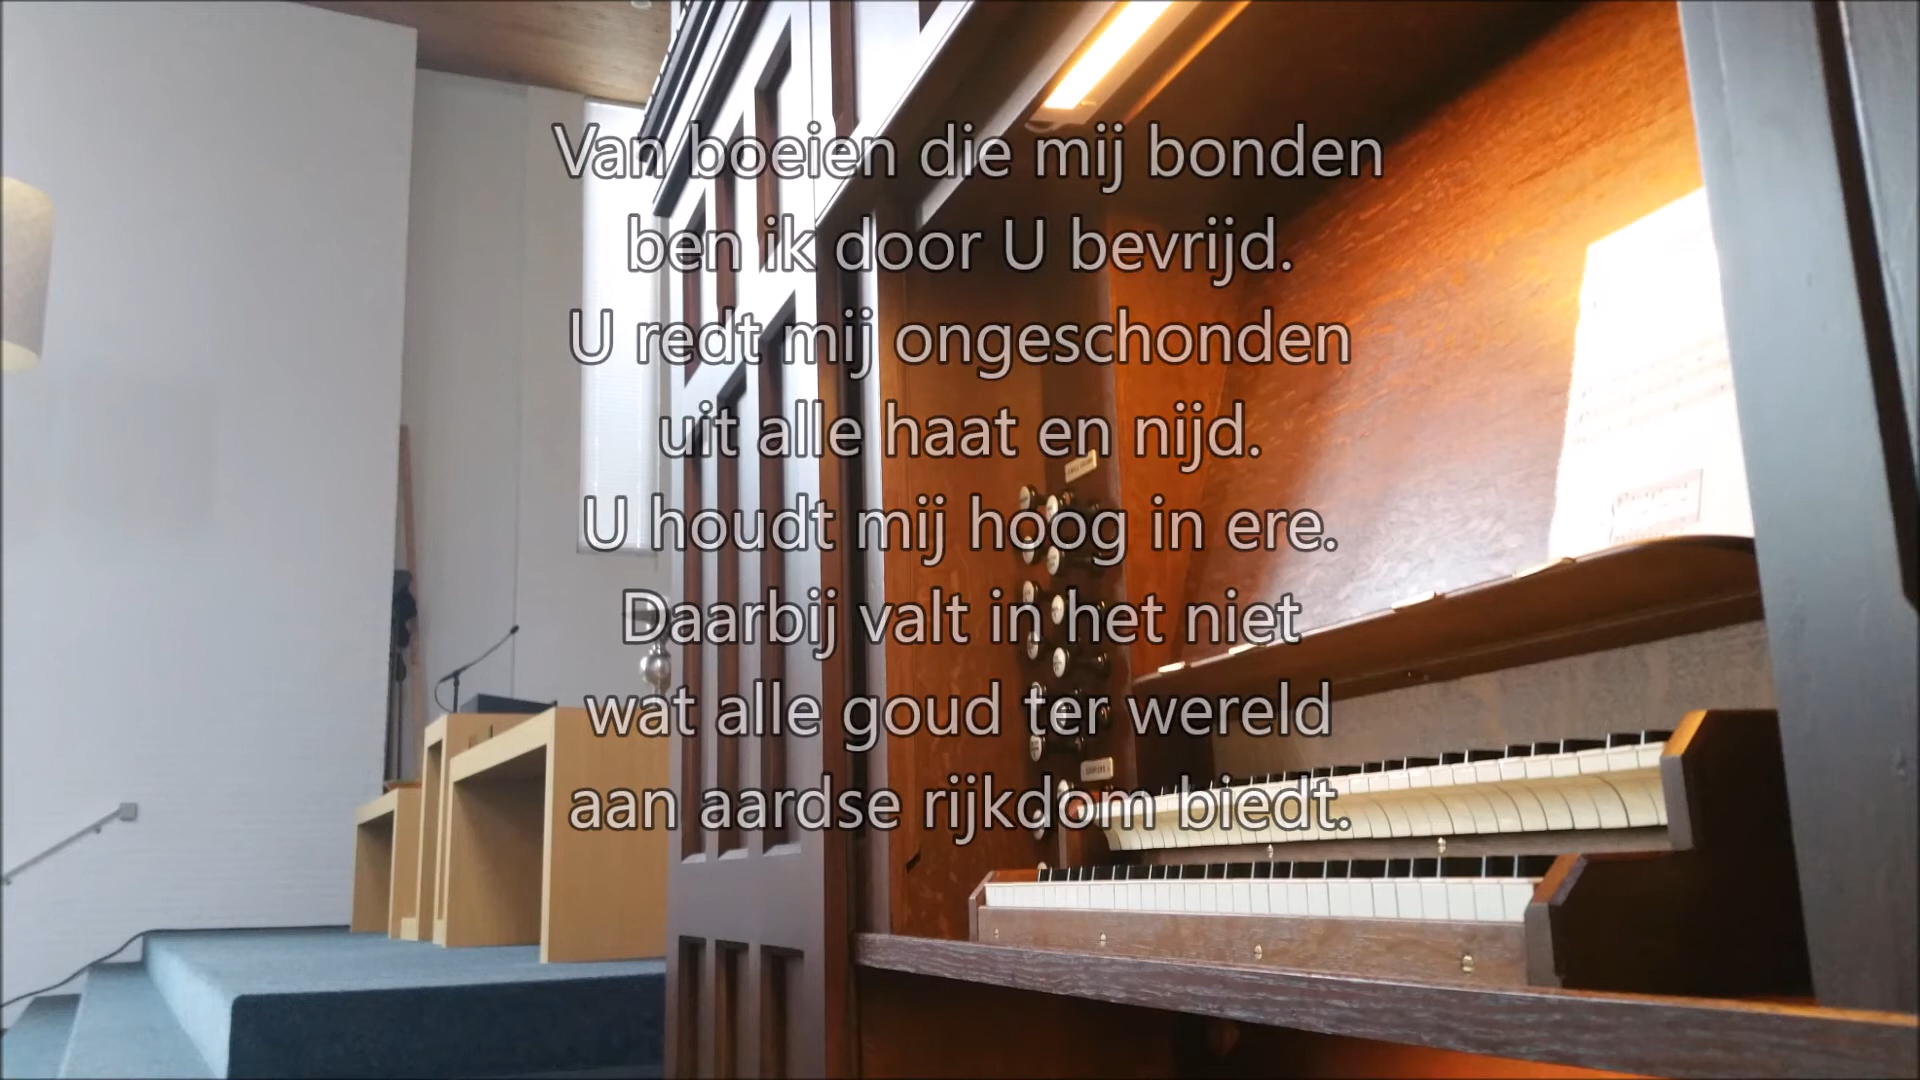 Van boeien die mij bonden
ben ik door U bevrijd.
U redt mij ongeschonden
uit alle haat en nijd.
U houdt mij hoog in ere.
Daarbij valt in het niet
wat alle goud ter wereld
aan aardse rijkdom biedt.